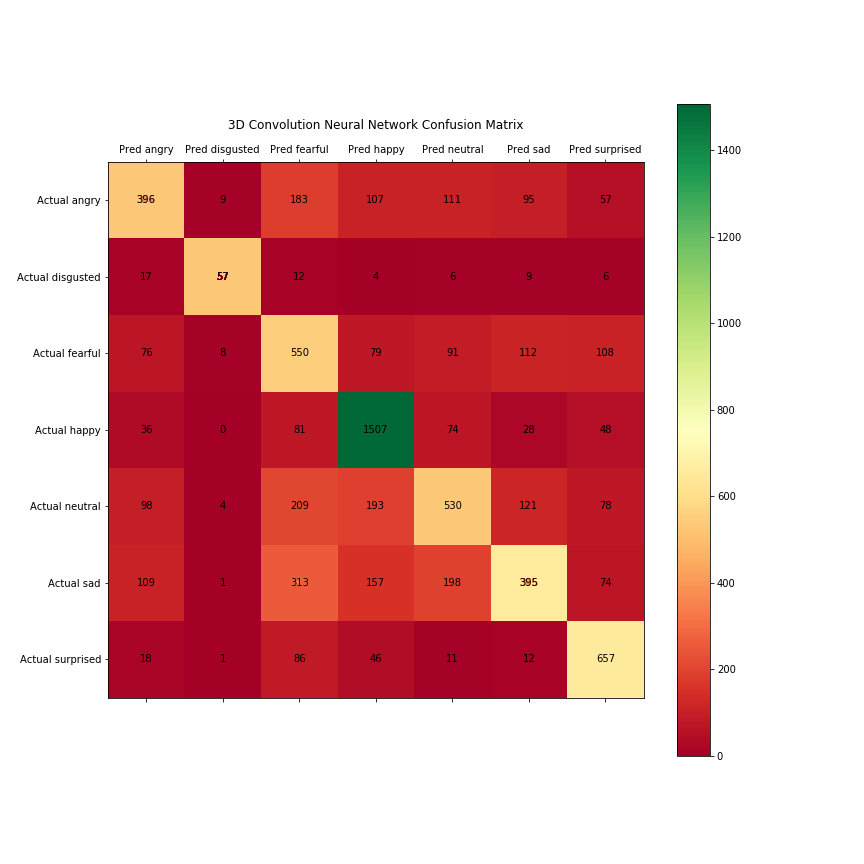 3D Convolution Neural Network Confusion Matrix
Pred angry Pred disgusted Pred fearful Pred happy Pred neutral Pred sad Pred surprised
Actual angry 396 9 183 107 111 95 57
Actual disgusted 17 57 12 4 6 9 6
Actual fearful 76 8 550 79 91 112 108
Actual happy 36 0 81 1507 74 28 48
Actual neutral 98 4 209 193 530 121 78
Actual sad 109 1 313 157 198 395 74
Actual surprised 18 1 86 46 11 12 657
1400
1200
1000
800
600
400
200
0